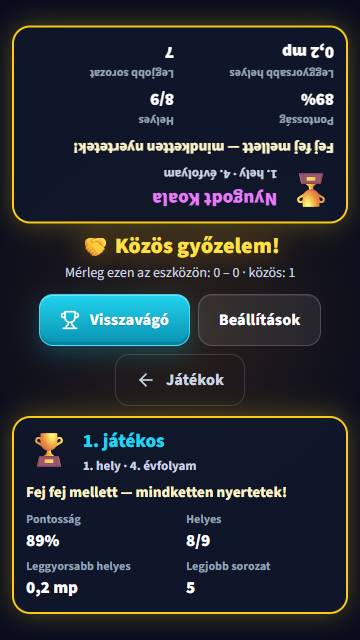 Nyugodt Koala
1. hely · 4. évfolyam
Fej fej mellett — mindketten nyertetek!
Pontosság Helyes
89% 8/9
Leggyorsabb helyes Legjobb sorozat
0,2 mp 7
Közös győzelem!
Mérleg ezen az eszközön: 0 – 0 · közös: 1
Visszavágó Beállítások
Játékok
1. játékos
1. hely · 4. évfolyam
Fej fej mellett — mindketten nyertetek!
Pontosság Helyes
89% 8/9
Leggyorsabb helyes Legjobb sorozat
0,2 mp 5